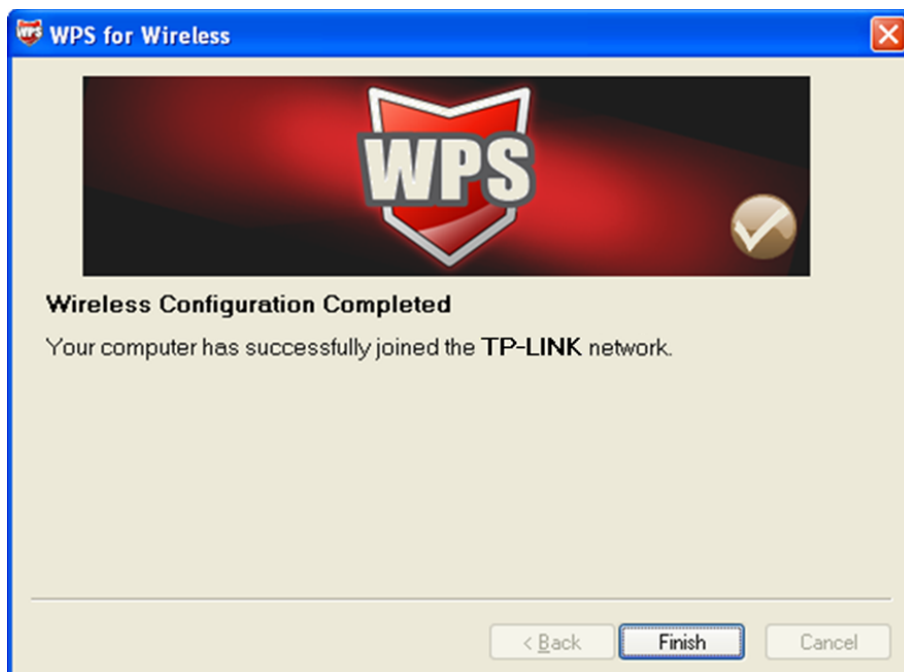 WPS for Wireless
WPS
Wireless Configuration Completed
Your computer has successfully joined the TP-LINK network.
< Back Finish Cancel